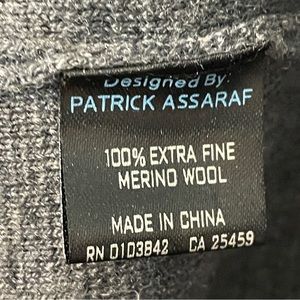 Designed By:
PATRICK ASSARAF
100% EXTRA FINE
MERINO WOOL
MADE IN CHINA
RN 0103842 CA 25459